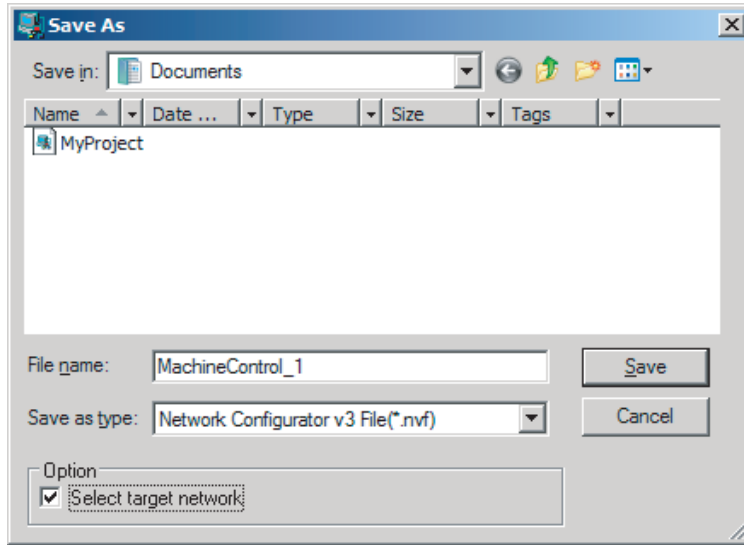 Save As
Save in: Documents
Name Date ... Type Size Tags
MyProject
File name: MachineControl_1 Save
Save as type: Network Configurator v3 File(*.nvf) Cancel
Option
Select target network